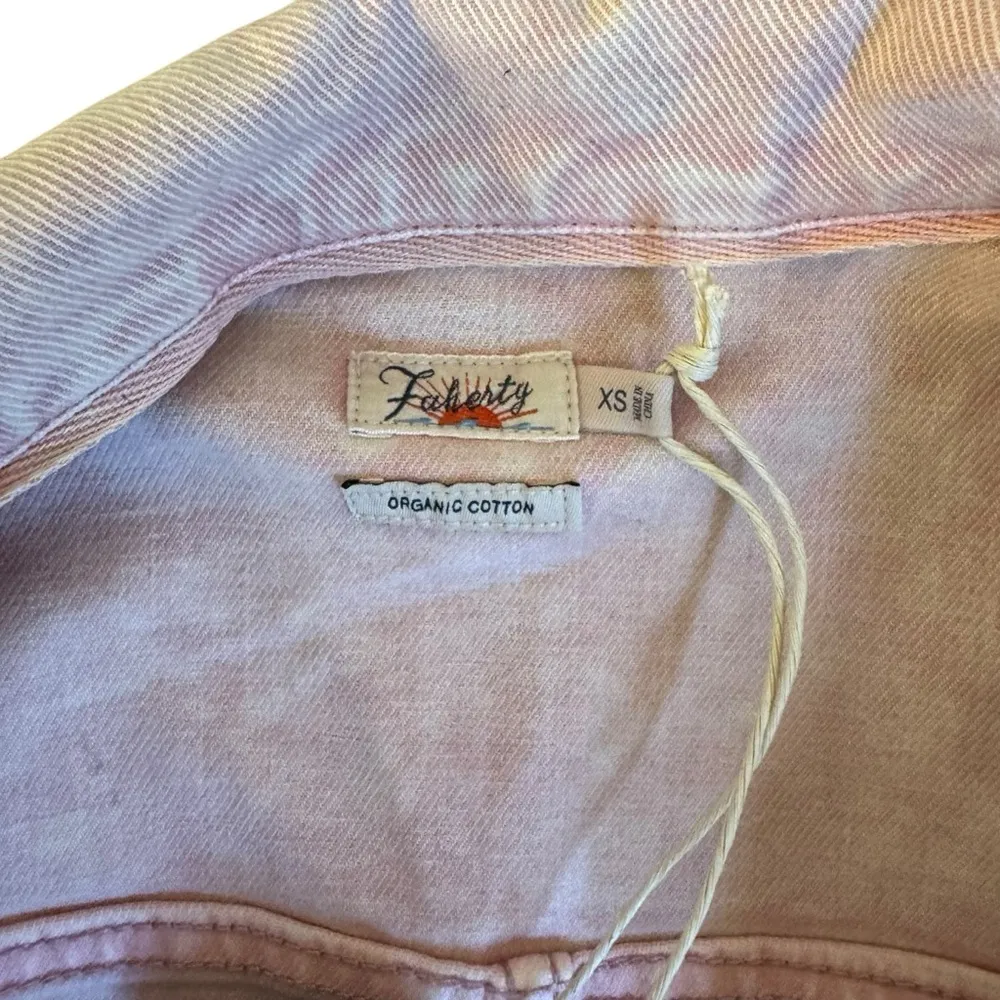 Faherty
XS
MADE IN
CHINA
ORGANIC COTTON